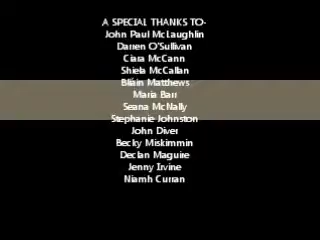 A SPECIAL THANKS TO-
John Paul McLaughlin
Darren O'Sullivan
Ciara McCann
Shiela McCallan
Bliáin Matthews
Maria Barr
Seana McNally
Stephanie Johnston
John Diver
Becky Miskimmin
Declan Maguire
Jenny Irvine
Niamh Curran